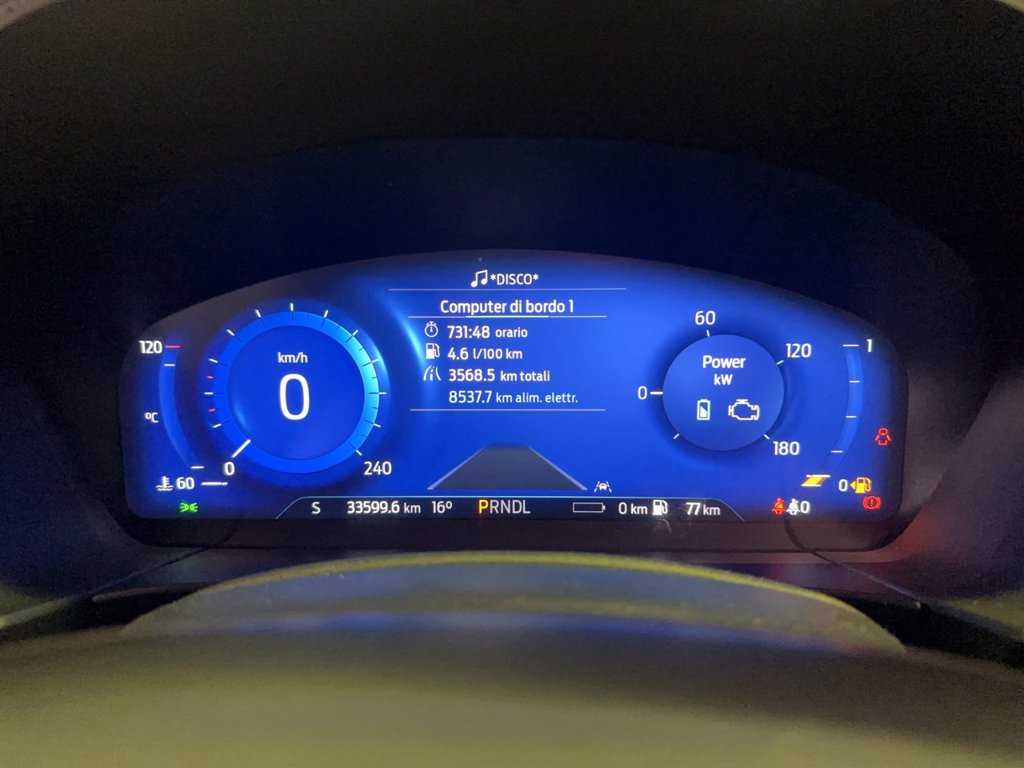 *DISCO*
Computer di bordo 1
731:48 orario
4.6 l/100 km
3568.5 km totali
8537.7 km alim. elettr.
120
°C
60
km/h
0
0
240
Power
kW
0
60
120
180
1
0
S 33599.6 km 16° PRNDL 0 km 77 km
0